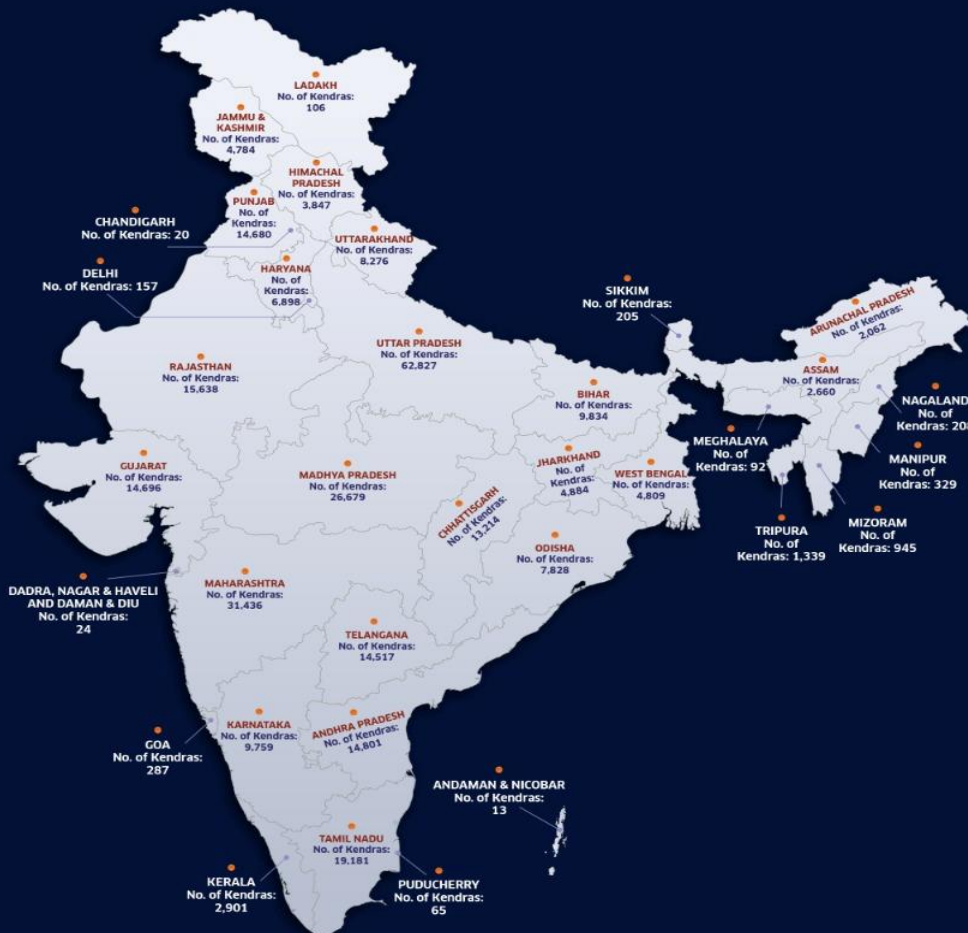 LADAKH
No. of Kendras:
106
JAMMU &
KASHMIR
No. of Kendras:
4,784
HIMACHAL
PRADESH
No. of Kendras:
3,847
PUNJAB
No. of
Kendras:
14,680
CHANDIGARH
No. of Kendras: 20
UTTARAKHAND
No. of Kendras:
8,276
HARYANA
No. of
Kendras:
6,898
DELHI
No. of Kendras: 157
SIKKIM
No. of Kendras:
205
ARUNACHAL PRADESH
No. of Kendras:
2,062
UTTAR PRADESH
No. of Kendras:
62,827
RAJASTHAN
No. of Kendras:
15,638
ASSAM
No. of Kendras:
2,660
BIHAR
No. of Kendras:
9,834
NAGALAND
No. of
Kendras: 208
MEGHALAYA
No. of
Kendras: 92
MANIPUR
No. of
Kendras: 329
GUJARAT
No. of Kendras:
14,696
MADHYA PRADESH
No. of Kendras:
26,679
JHARKHAND
No. of
Kendras:
4,884
WEST BENGAL
No. of Kendras:
4,809
CHHATTISGARH
No. of Kendras:
13,214
TRIPURA
No. of
Kendras: 1,339
MIZORAM
No. of
Kendras: 945
ODISHA
No. of Kendras:
7,828
DADRA, NAGAR & HAVELI
AND DAMAN & DIU
No. of Kendras:
24
MAHARASHTRA
No. of Kendras:
31,436
TELANGANA
No. of Kendras:
14,517
KARNATAKA
No. of Kendras:
9,759
ANDHRA PRADESH
No. of Kendras:
14,801
GOA
No. of Kendras:
287
ANDAMAN & NICOBAR
No. of Kendras:
13
TAMIL NADU
No. of Kendras:
19,181
KERALA
No. of Kendras:
2,901
PUDUCHERRY
No. of Kendras:
65